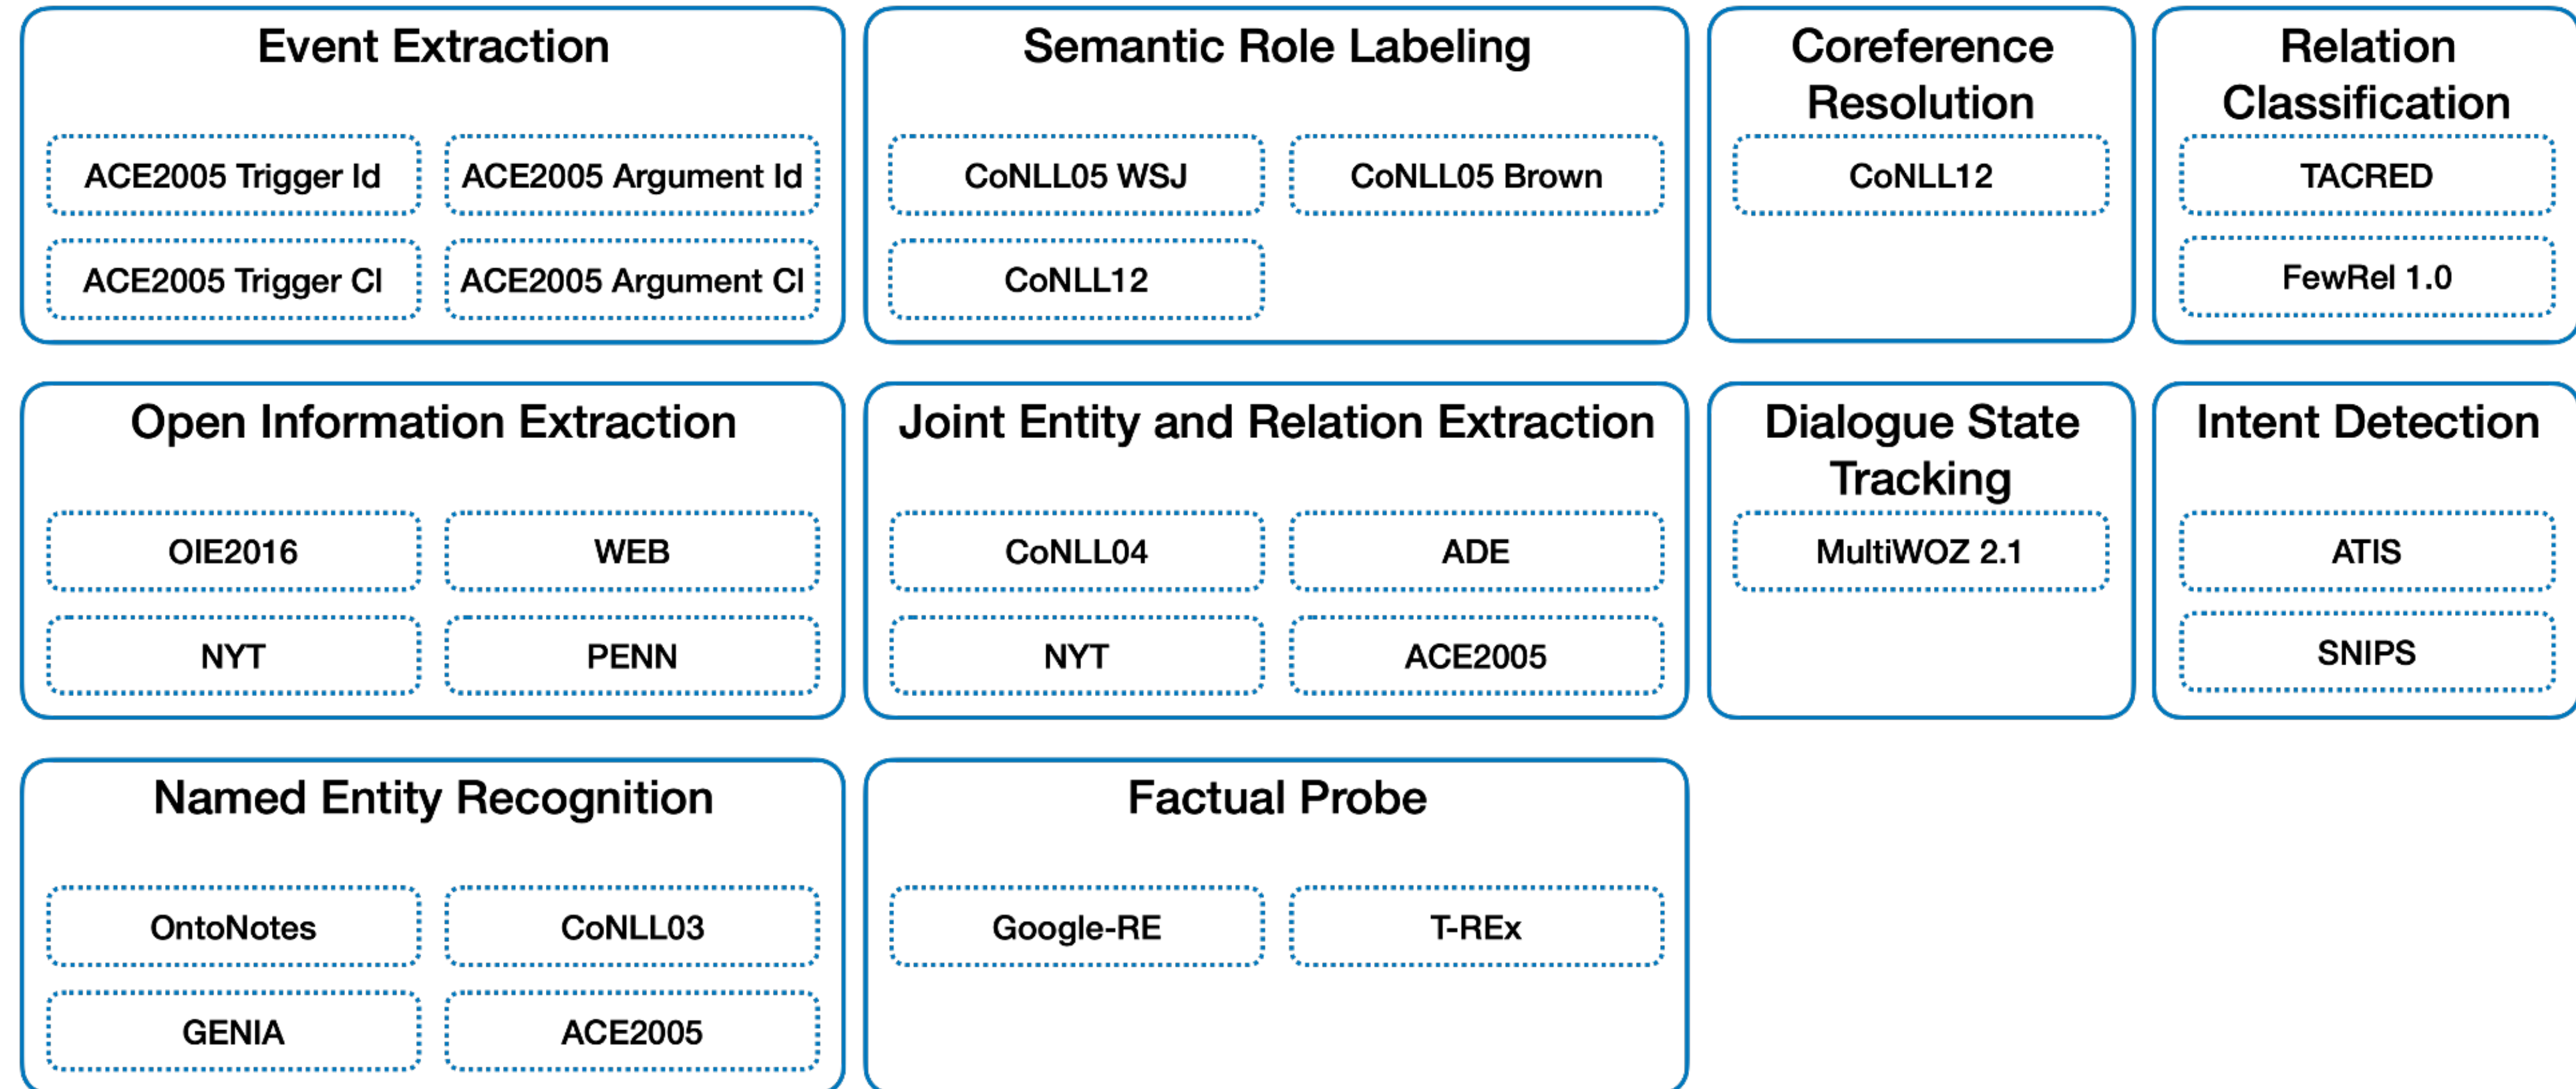 Event Extraction
ACE2005 Trigger Id
ACE2005 Argument Id
ACE2005 Trigger Cl
ACE2005 Argument Cl
Semantic Role Labeling
CoNLL05 WSJ
CoNLL05 Brown
CoNLL12
Coreference
Resolution
CoNLL12
Relation
Classification
TACRED
FewRel 1.0
Open Information Extraction
OIE2016
WEB
NYT
PENN
Joint Entity and Relation Extraction
CoNLL04
ADE
NYT
ACE2005
Dialogue State
Tracking
MultiWOZ 2.1
Intent Detection
ATIS
SNIPS
Named Entity Recognition
OntoNotes
CoNLL03
GENIA
ACE2005
Factual Probe
Google-RE
T-REx